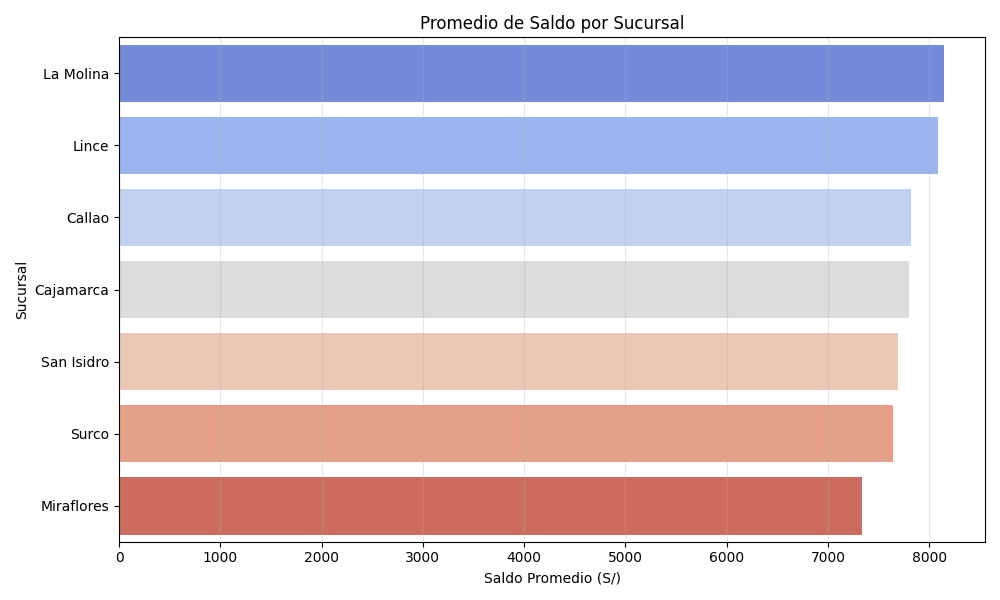 Promedio de Saldo por Sucursal
Sucursal
La Molina
Lince
Callao
Cajamarca
San Isidro
Surco
Miraflores
0 1000 2000 3000 4000 5000 6000 7000 8000
Saldo Promedio (S/)